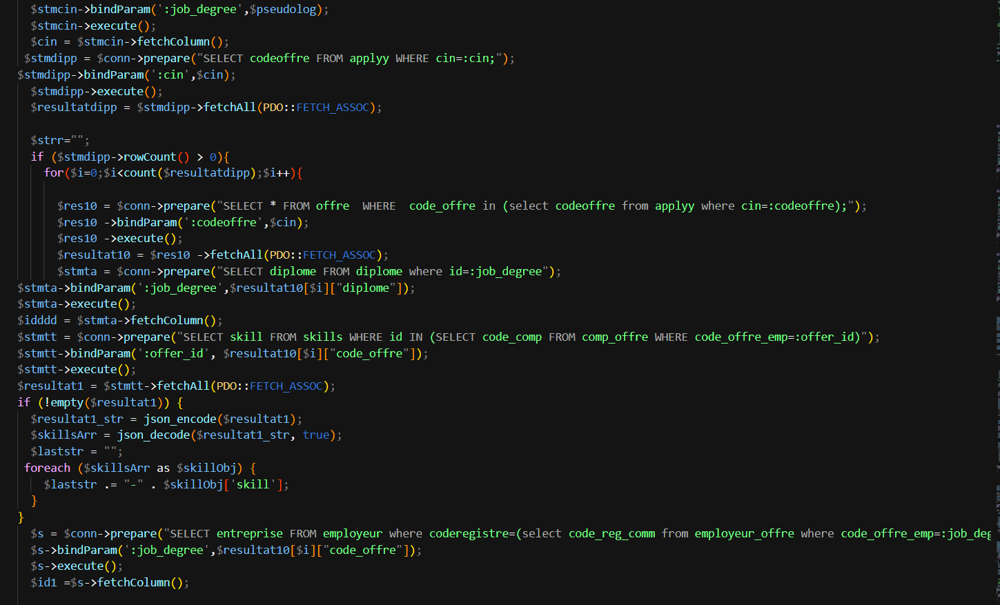 $stmcin->bindParam(':job_degree',$pseudolog);
$stmcin->execute();
$cin = $stmcin->fetchColumn();
$stmdipp = $conn->prepare("SELECT codeoffre FROM applyy WHERE cin=:cin;");
$stmdipp->bindParam(':cin',$cin);
$stmdipp->execute();
$resultatdipp = $stmdipp->fetchAll(PDO::FETCH_ASSOC);
$strr="";
if ($stmdipp->rowCount() > 0){
for($i=0;$i<count($resultatdipp);$i++){
$res10 = $conn->prepare("SELECT * FROM offre  WHERE  code_offre in (select codeoffre from applyy where cin=:codeoffre);");
$res10 ->bindParam(':codeoffre',$cin);
$res10 ->execute();
$resultat10 = $res10 ->fetchAll(PDO::FETCH_ASSOC);
$stmta = $conn->prepare("SELECT diplome FROM diplome where id=:job_degree");
$stmta->bindParam(':job_degree',$resultat10[$i]["diplome"]);
$stmta->execute();
$idddd = $stmta->fetchColumn();
$stmtt = $conn->prepare("SELECT skill FROM skills WHERE id IN (SELECT code_comp FROM comp_offre WHERE code_offre_emp=:offer_id)");
$stmtt->bindParam(':offer_id', $resultat10[$i]["code_offre"]);
$stmtt->execute();
$resultat1 = $stmtt->fetchAll(PDO::FETCH_ASSOC);
if (!empty($resultat1)) {
$resultat1_str = json_encode($resultat1);
$skillsArr = json_decode($resultat1_str, true);
$laststr = "";
foreach ($skillsArr as $skillObj) {
$laststr .= "-" . $skillObj['skill'];
}
}
$s = $conn->prepare("SELECT entreprise FROM employeur where coderegistre=(select code_reg_comm from employeur_offre where code_offre_emp=:job_deg
$s->bindParam(':job_degree',$resultat10[$i]["code_offre"]);
$s->execute();
$id1 =$s->fetchColumn();